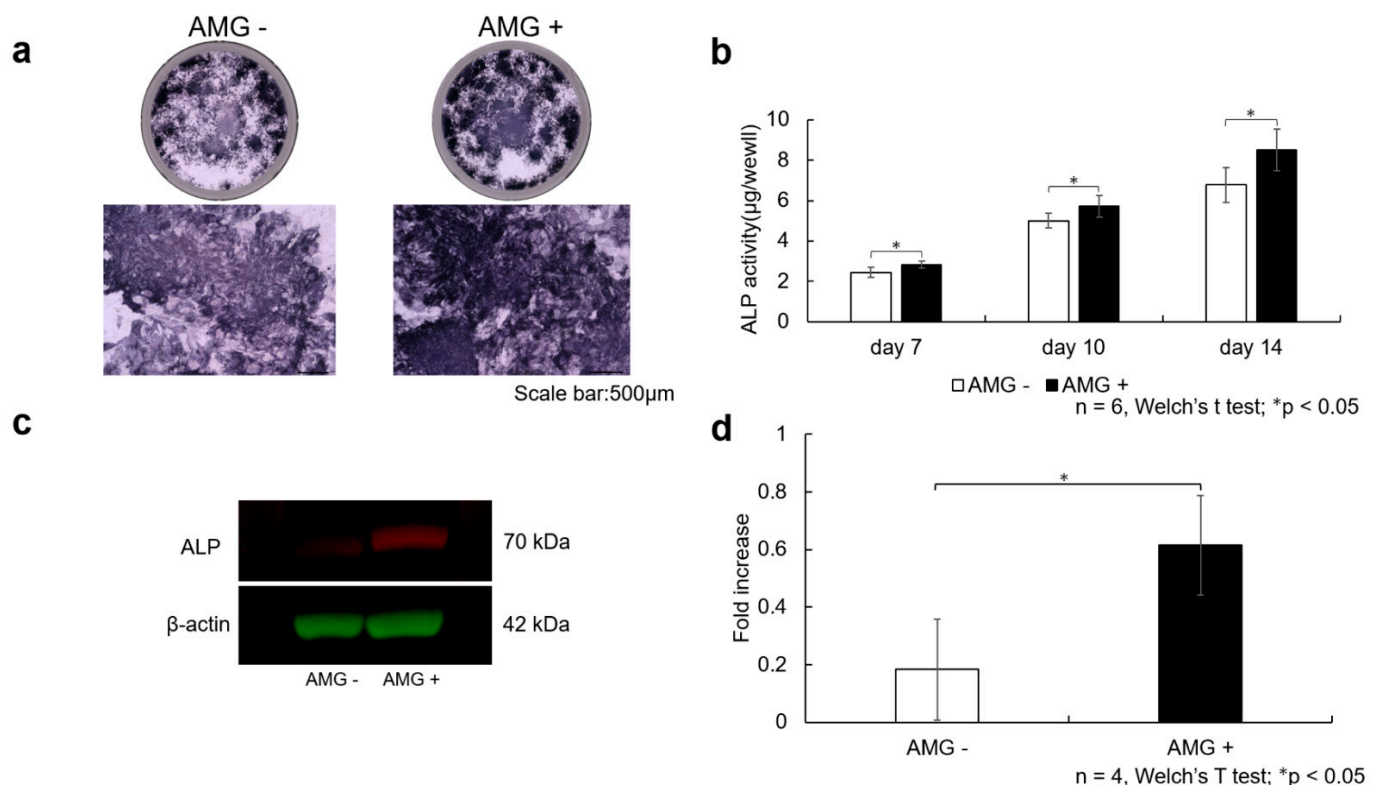 a
AMG -
AMG +
Scale bar:500µm
b
ALP activity(µg/wewll)
10
8
6
4
2
0
*
*
*
day 7
day 10
day 14
AMG -
AMG +
n = 6, Welch's t test; *p < 0.05
c
ALP
70 kDa
β-actin
42 kDa
AMG -
AMG +
d
Fold increase
1
0.8
0.6
0.4
0.2
0
*
AMG -
AMG +
n = 4, Welch's T test; *p < 0.05